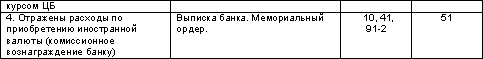 курсом ЦБ
4. Отражены расходы по приобретению иностранной валюты (комиссионное вознаграждение банку)
Выписка банка. Мемориальный ордер.
10, 41, 91-2
51